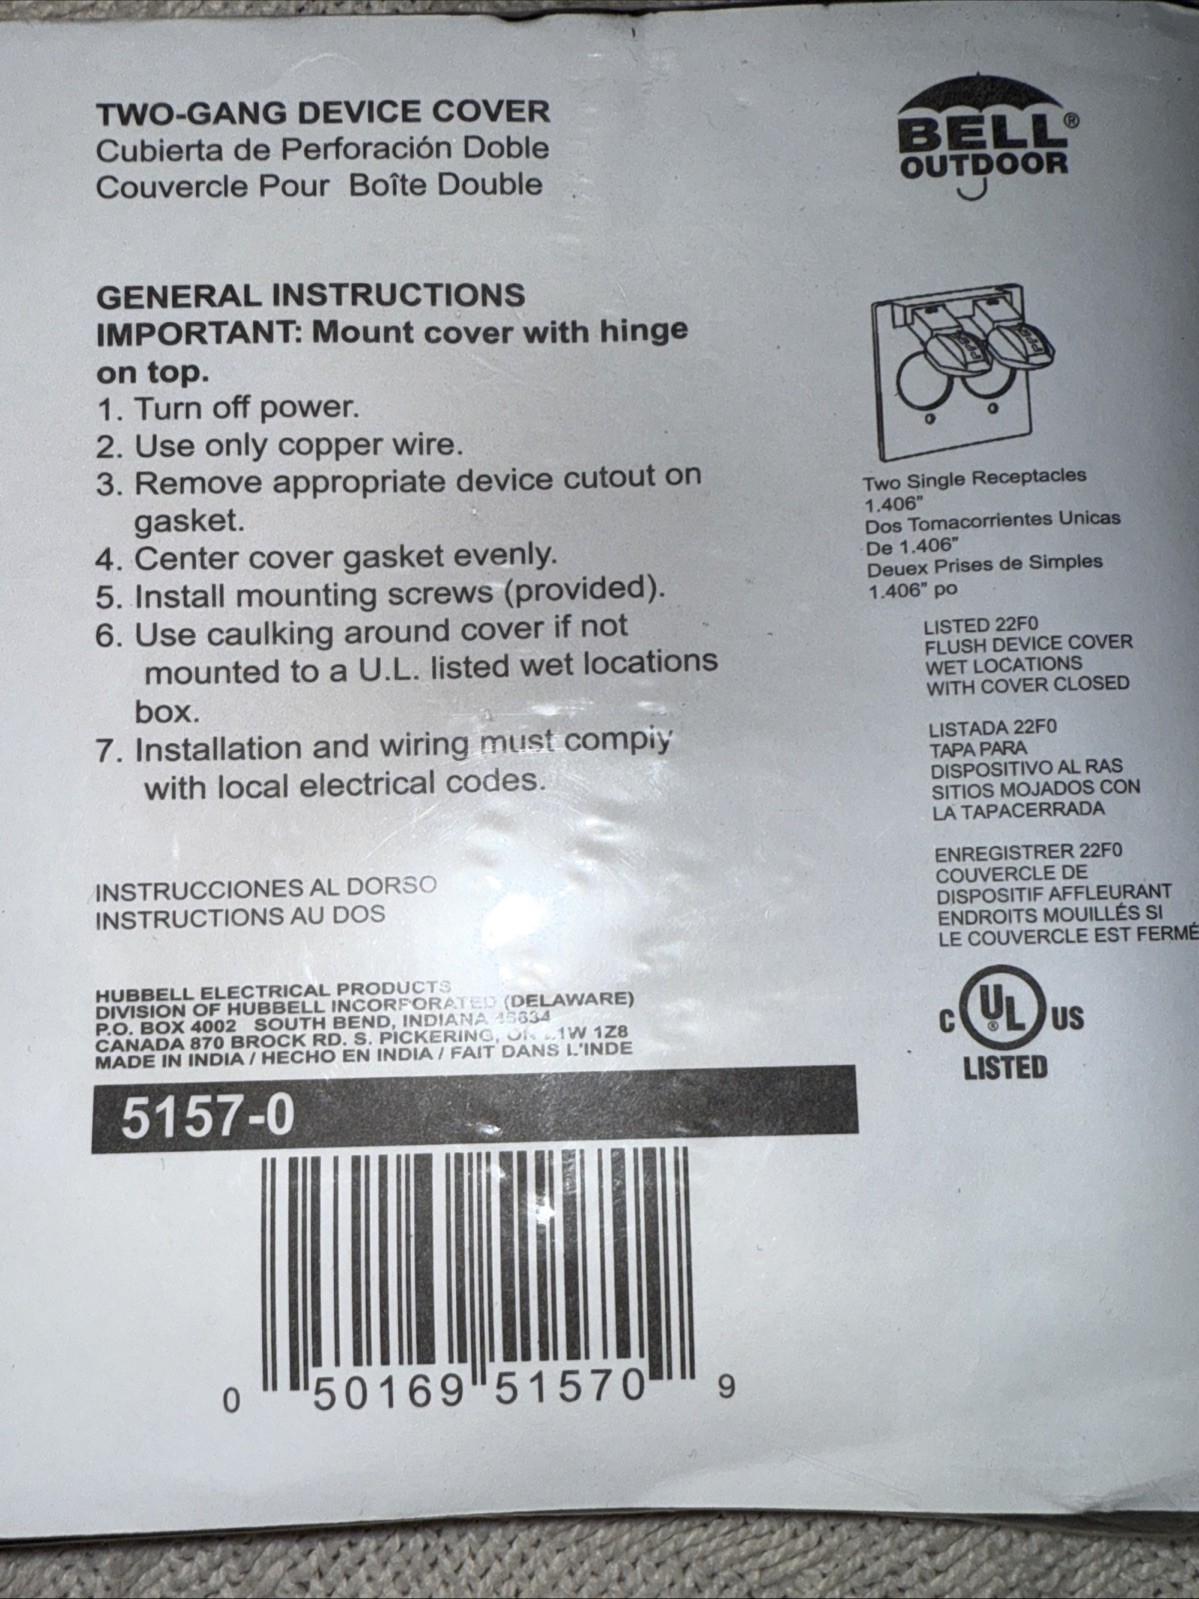 TWO-GANG DEVICE COVER
Cubierta de Perforación Doble
Couvercle Pour Boîte Double
BELL®
OUTDOOR
GENERAL INSTRUCTIONS
IMPORTANT: Mount cover with hinge
on top.
1. Turn off power.
2. Use only copper wire.
3. Remove appropriate device cutout on
gasket.
4. Center cover gasket evenly.
5. Install mounting screws (provided).
6. Use caulking around cover if not
mounted to a U.L. listed wet locations
box.
7. Installation and wiring must comply
with local electrical codes.
INSTRUCCIONES AL DORSO
INSTRUCTIONS AU DOS
HUBBELL ELECTRICAL PRODUCTS
DIVISION OF HUBBELL INCORPORATED (DELAWARE)
P.O. BOX 4002 SOUTH BEND, INDIANA
CANADA 870 BROCK RD. S. PICKERING, 1Z8
MADE IN INDIA / HECHO EN INDIA / FAIT DANS L'INDE
5157-0
0 50169 51570 9
Two Single Receptacles
1.406"
Dos Tomacorrientes Unicas
De 1.406"
Deuex Prises de Simples
1.406" po
LISTED 22F0
FLUSH DEVICE COVER
WET LOCATIONS
WITH COVER CLOSED
LISTADA 22F0
TAPA PARA
DISPOSITIVO AL RAS
SITIOS MOJADOS CON
LA TAPACERRADA
ENREGISTRER 22F0
COUVERCLE DE
DISPOSITIF AFFLEURANT
ENDROITS MOUILLÉS SI
LE COUVERCLE EST FERMÉ
C UL® US
LISTED